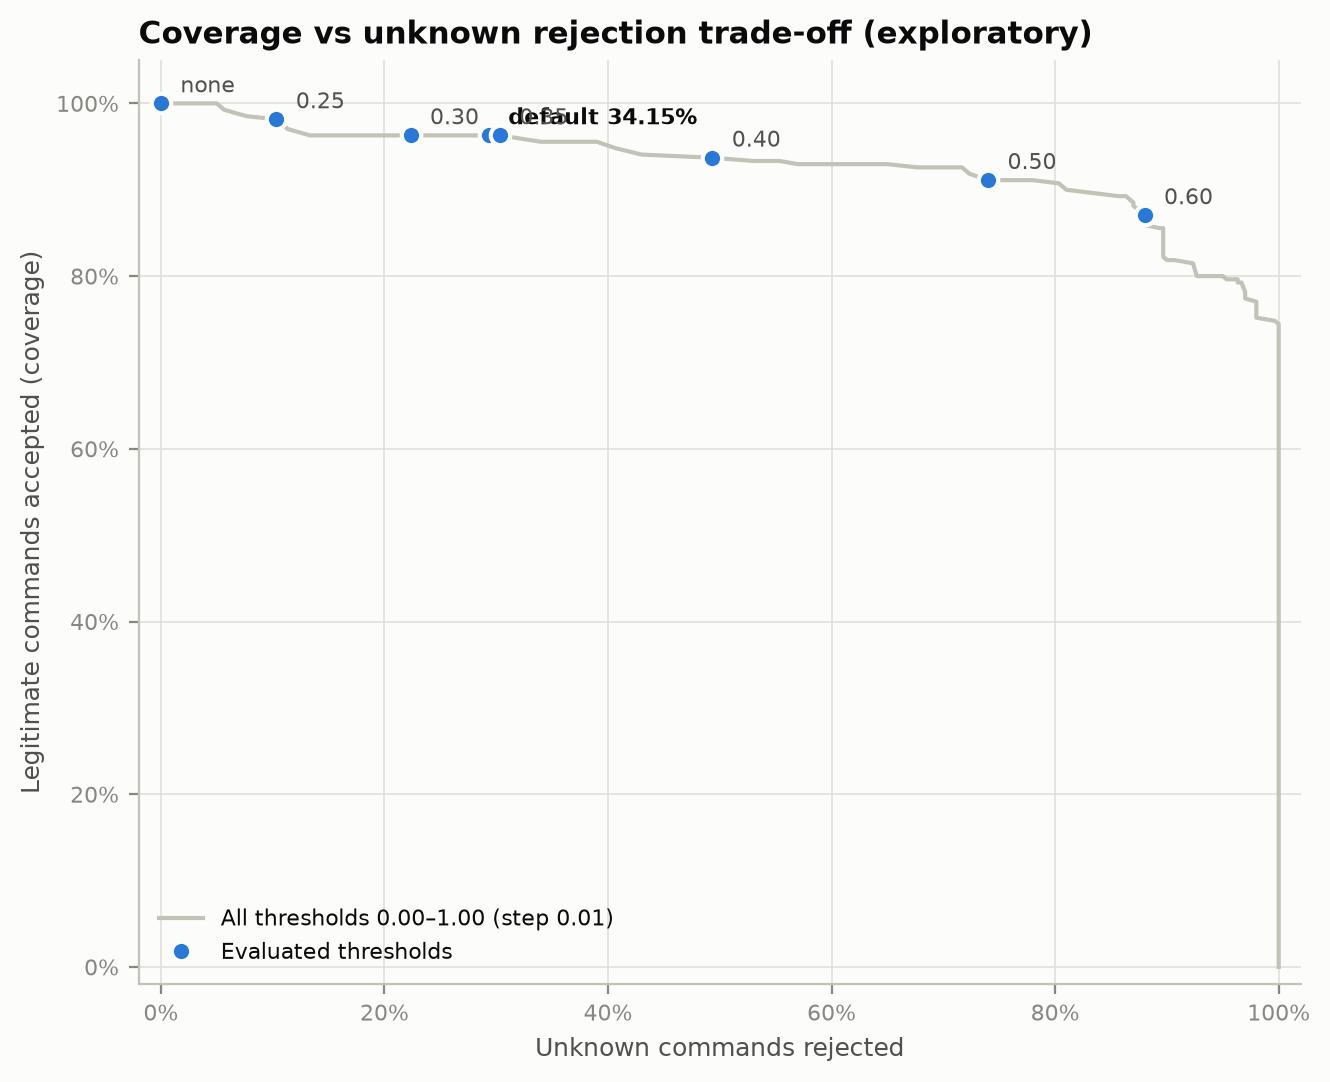 Coverage vs unknown rejection trade-off (exploratory)
none
0.25
0.30
0.35
default 34.15%
0.40
0.50
0.60
100%
80%
60%
40%
20%
0%
Legitimate commands accepted (coverage)
All thresholds 0.00–1.00 (step 0.01)
Evaluated thresholds
0%
20%
40%
60%
80%
100%
Unknown commands rejected